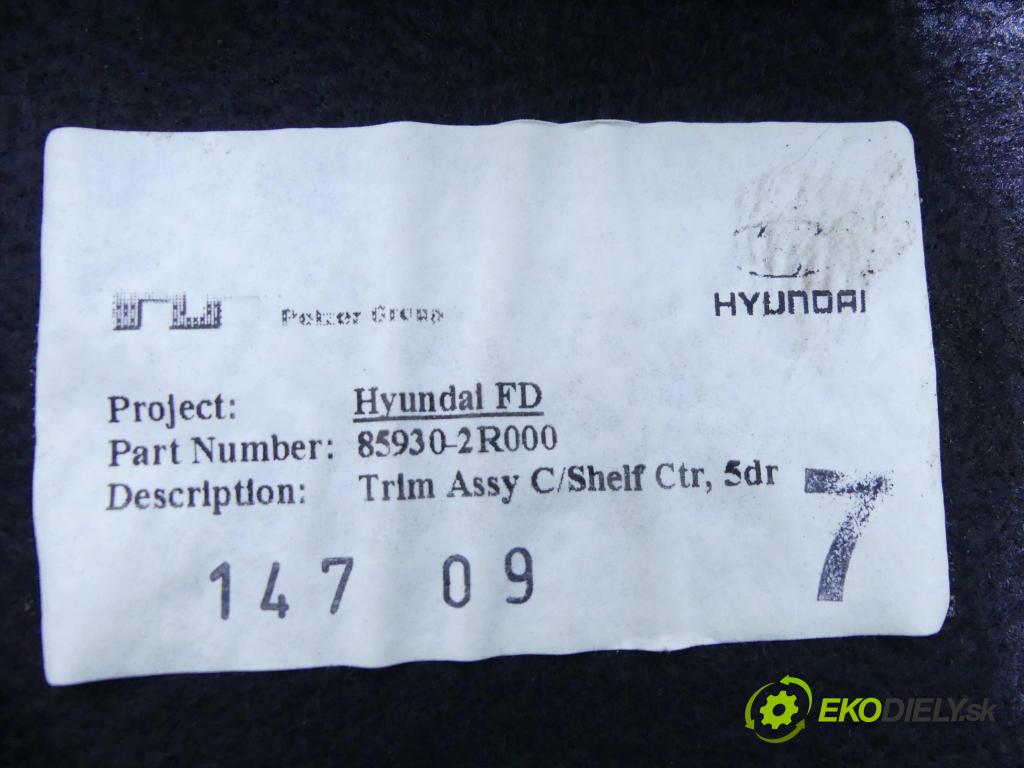 Pelzer Group
HYUNDAI
Project: Hyundai FD
Part Number: 85930-2R000
Description: Trim Assy C/Shelf Ctr, 5dr
7
147 09
EKODIELY.sk